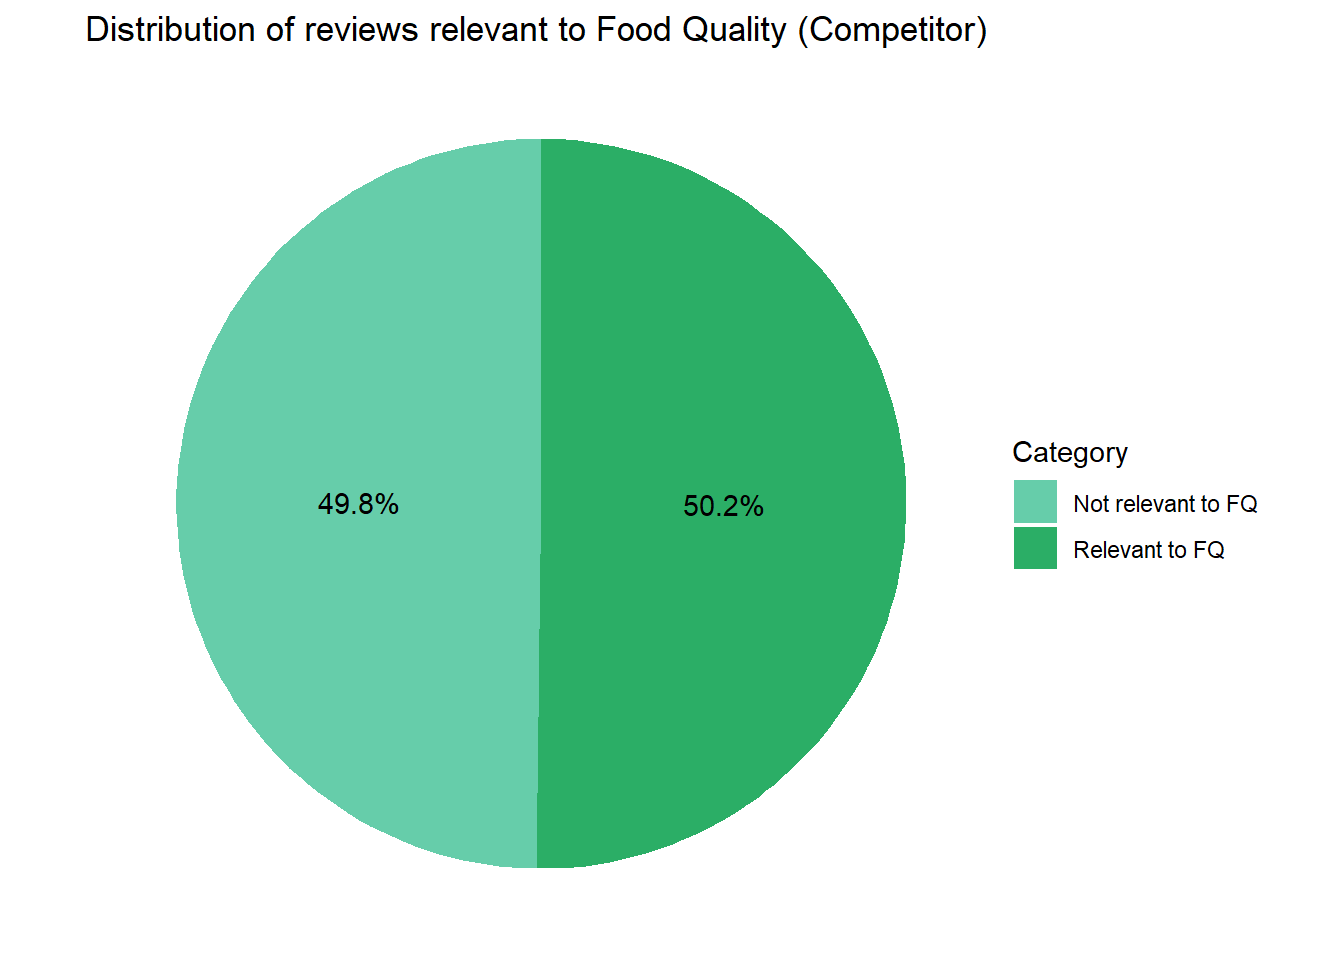 Distribution of reviews relevant to Food Quality (Competitor)
49.8%
50.2%
Category
Not relevant to FQ
Relevant to FQ